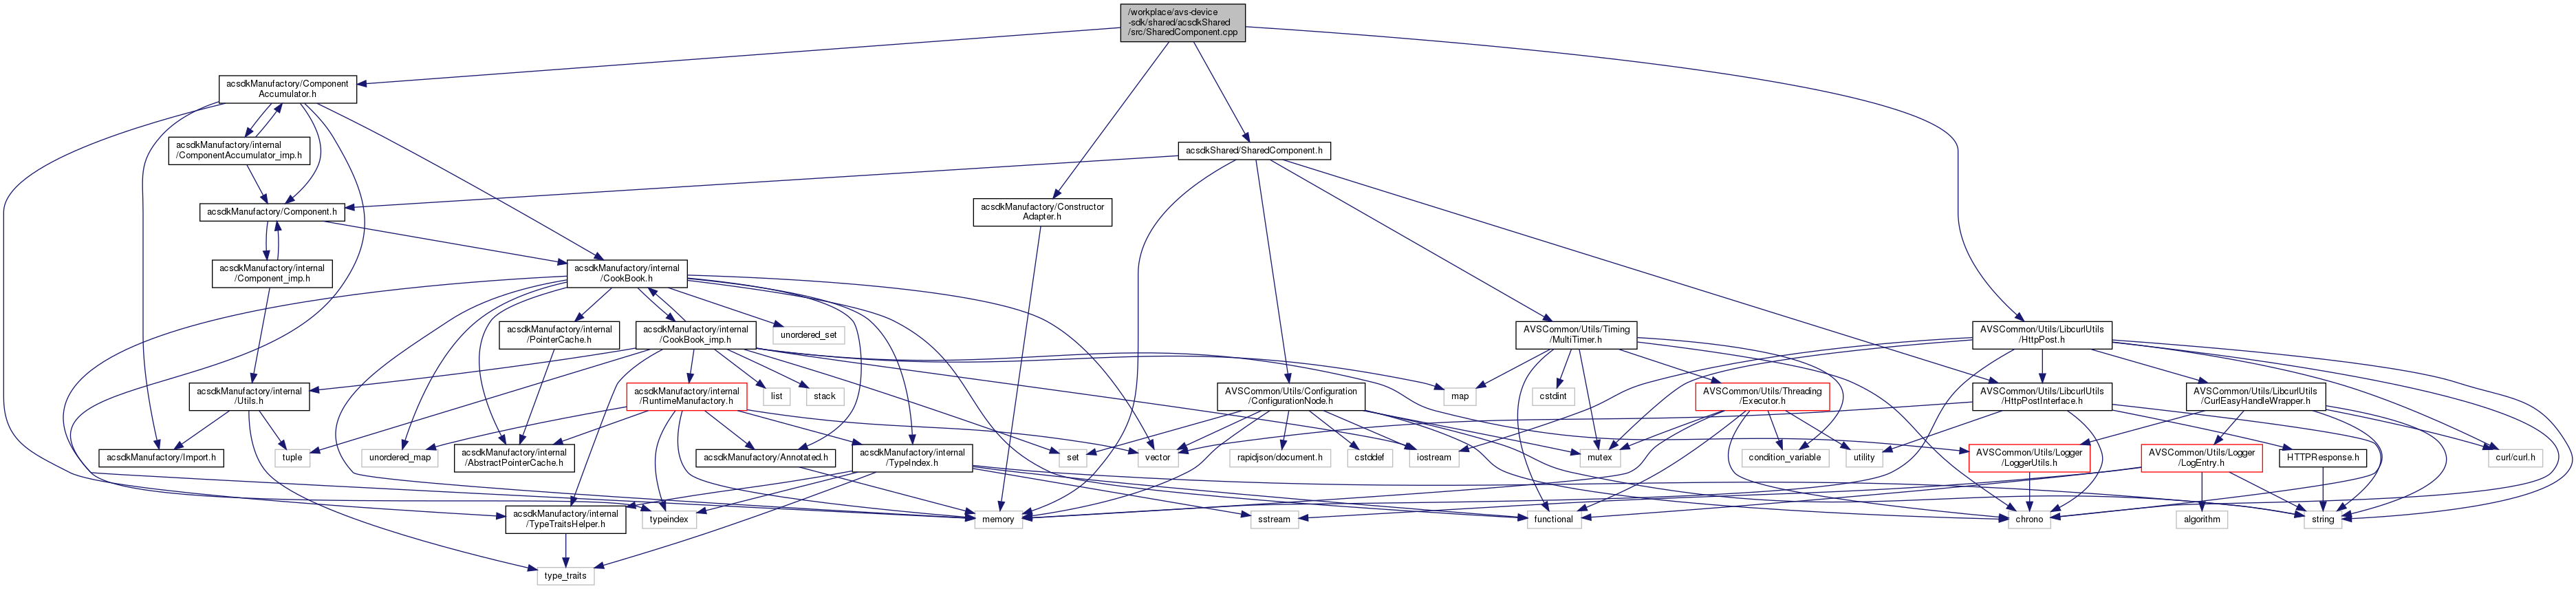 /workplace/avs-device
-sdk/shared/acsdkShared
/src/SharedComponent.cpp
acsdkManufactory/Component
Accumulator.h
acsdkManufactory/internal
/ComponentAccumulator_imp.h
acsdkShared/SharedComponent.h
acsdkManufactory/Component.h
acsdkManufactory/Constructor
Adapter.h
acsdkManufactory/internal
/Component_imp.h
acsdkManufactory/internal
/CookBook.h
acsdkManufactory/internal
/PointerCache.h
acsdkManufactory/internal
/CookBook_imp.h
unordered_set
AVSCommon/Utils/Timing
/MultiTimer.h
AVSCommon/Utils/LibcurlUtils
/HttpPost.h
acsdkManufactory/internal
/Utils.h
acsdkManufactory/internal
/RuntimeManufactory.h
list
stack
AVSCommon/Utils/Configuration
/ConfigurationNode.h
map
cstdint
AVSCommon/Utils/Threading
/Executor.h
AVSCommon/Utils/LibcurlUtils
/HttpPostInterface.h
AVSCommon/Utils/LibcurlUtils
/CurlEasyHandleWrapper.h
acsdkManufactory/Import.h
tuple
unordered_map
acsdkManufactory/internal
/AbstractPointerCache.h
acsdkManufactory/Annotated.h
acsdkManufactory/internal
/TypeIndex.h
set
vector
rapidjson/document.h
cstddef
iostream
mutex
condition_variable
utility
AVSCommon/Utils/Logger
/LoggerUtils.h
AVSCommon/Utils/Logger
/LogEntry.h
HTTPResponse.h
curl/curl.h
acsdkManufactory/internal
/TypeTraitsHelper.h
typeindex
memory
sstream
functional
chrono
algorithm
string
type_traits